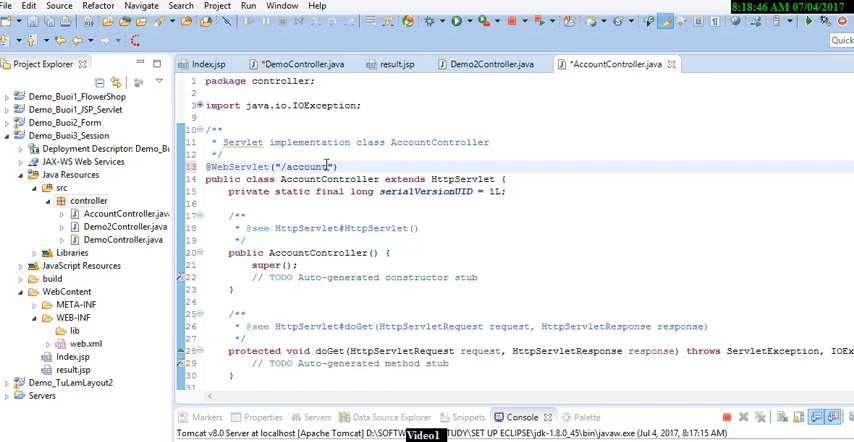 8:18:46 AM 07/04/2017
File Edit Source Refactor Navigate Search Project Run Window Help
Quick
Project Explorer
Index.jsp *DemoController.java result.jsp Demo2Controller.java *AccountController.java
Demo_Buoi1_FlowerShop
Demo_Buoi1_JSP_Servlet
Demo_Buoi2_Form
Demo_Buoi3_Session
Deployment Descriptor: Demo_B
JAX-WS Web Services
Java Resources
src
controller
AccountController.java
Demo2Controller.java
DemoController.java
Libraries
JavaScript Resources
build
WebContent
META-INF
WEB-INF
lib
web.xml
Index.jsp
result.jsp
Demo_TuLamLayout2
Servers
1 package controller;
2
3 import java.io.IOException;
9
10 /**
11 * Servlet implementation class AccountController
12 */
13 @WebServlet("/account")
14 public class AccountController extends HttpServlet {
15 private static final long serialVersionUID = 1L;
16
17 /**
18 * @see HttpServlet#HttpServlet()
19 */
20 public AccountController() {
21 super();
22 // TODO Auto-generated constructor stub
23 }
24
25 /**
26 * @see HttpServlet#doGet(HttpServletRequest request, HttpServletResponse response)
27 */
28 protected void doGet(HttpServletRequest request, HttpServletResponse response) throws ServletException, IOEx
29 // TODO Auto-generated method stub
30 }
31
Markers Properties Servers Data Source Explorer Snippets Console Palette
Tomcat v8.0 Server at localhost [Apache Tomcat] D:\SOFTW STUDY\SET UP ECLIPSE\jdk-1.8.0_45\bin\javaw.exe (Jul 4, 2017, 8:17:15 AM)
Video1